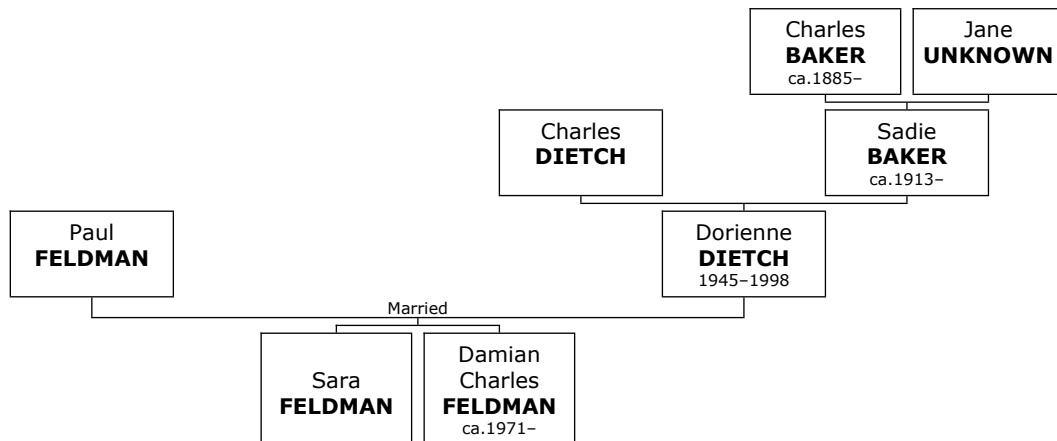 Charles
BAKER
ca.1885–
Jane
UNKNOWN
Charles
DIETCH
Sadie
BAKER
ca.1913–
Paul
FELDMAN
Dorienne
DIETCH
1945–1998
Married
Sara
FELDMAN
Damian
Charles
FELDMAN
ca.1971–